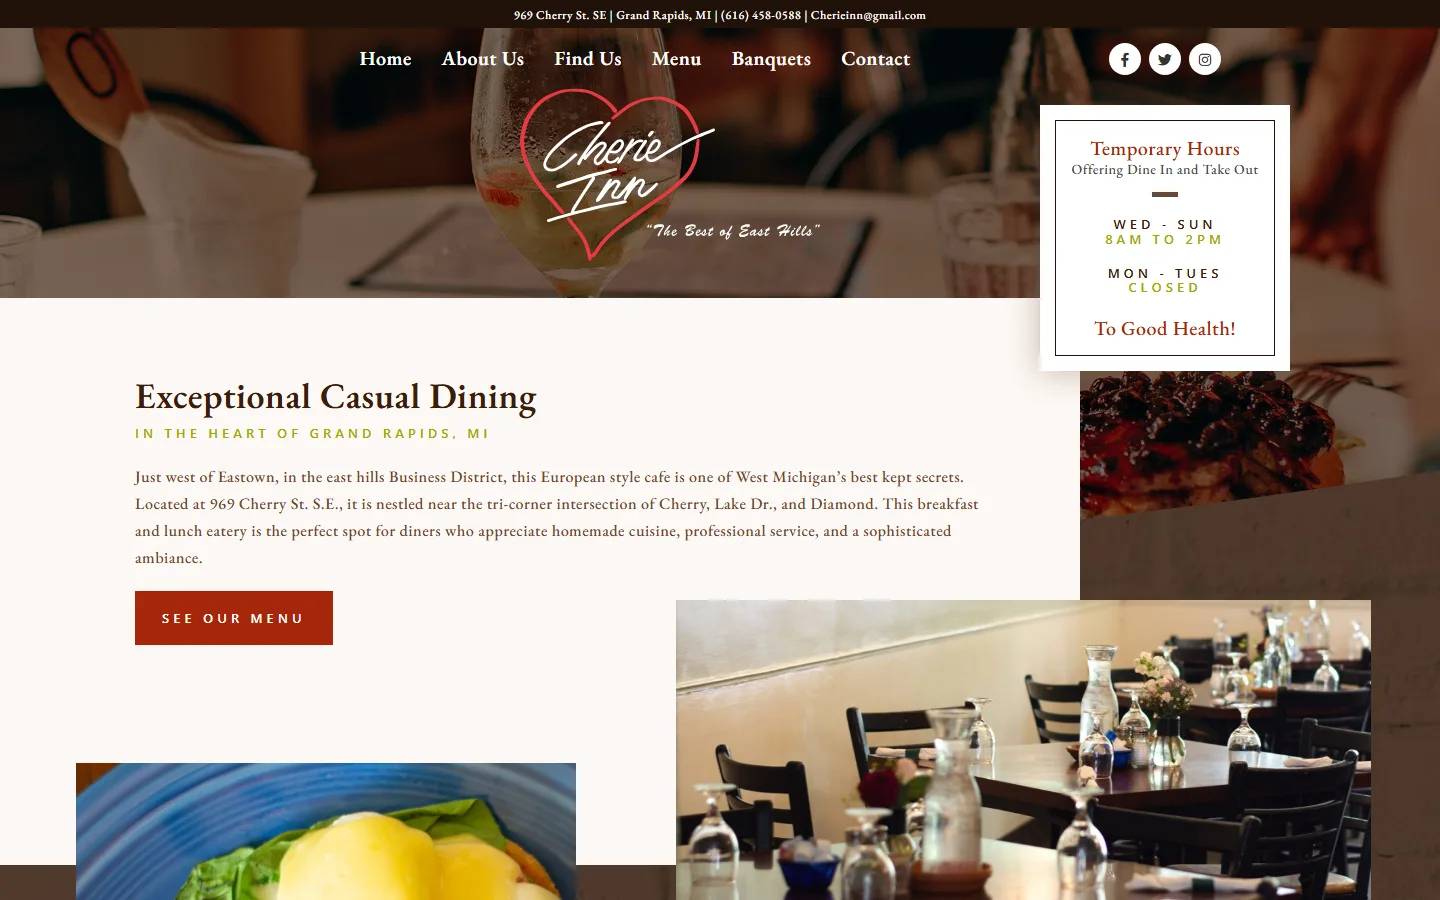 969 Cherry St. SE | Grand Rapids, MI | (616) 458-0588 | Cherieinn@gmail.com
Home About Us Find Us Menu Banquets Contact
Cherie
Inn
"The Best of East Hills"
Temporary Hours
Offering Dine In and Take Out
WED - SUN
8AM TO 2PM
MON - TUES
CLOSED
To Good Health!
Exceptional Casual Dining
IN THE HEART OF GRAND RAPIDS, MI
Just west of Eastown, in the east hills Business District, this European style cafe is one of West Michigan’s best kept secrets.
Located at 969 Cherry St. S.E., it is nestled near the tri-corner intersection of Cherry, Lake Dr., and Diamond. This breakfast
and lunch eatery is the perfect spot for diners who appreciate homemade cuisine, professional service, and a sophisticated
ambiance.
SEE OUR MENU